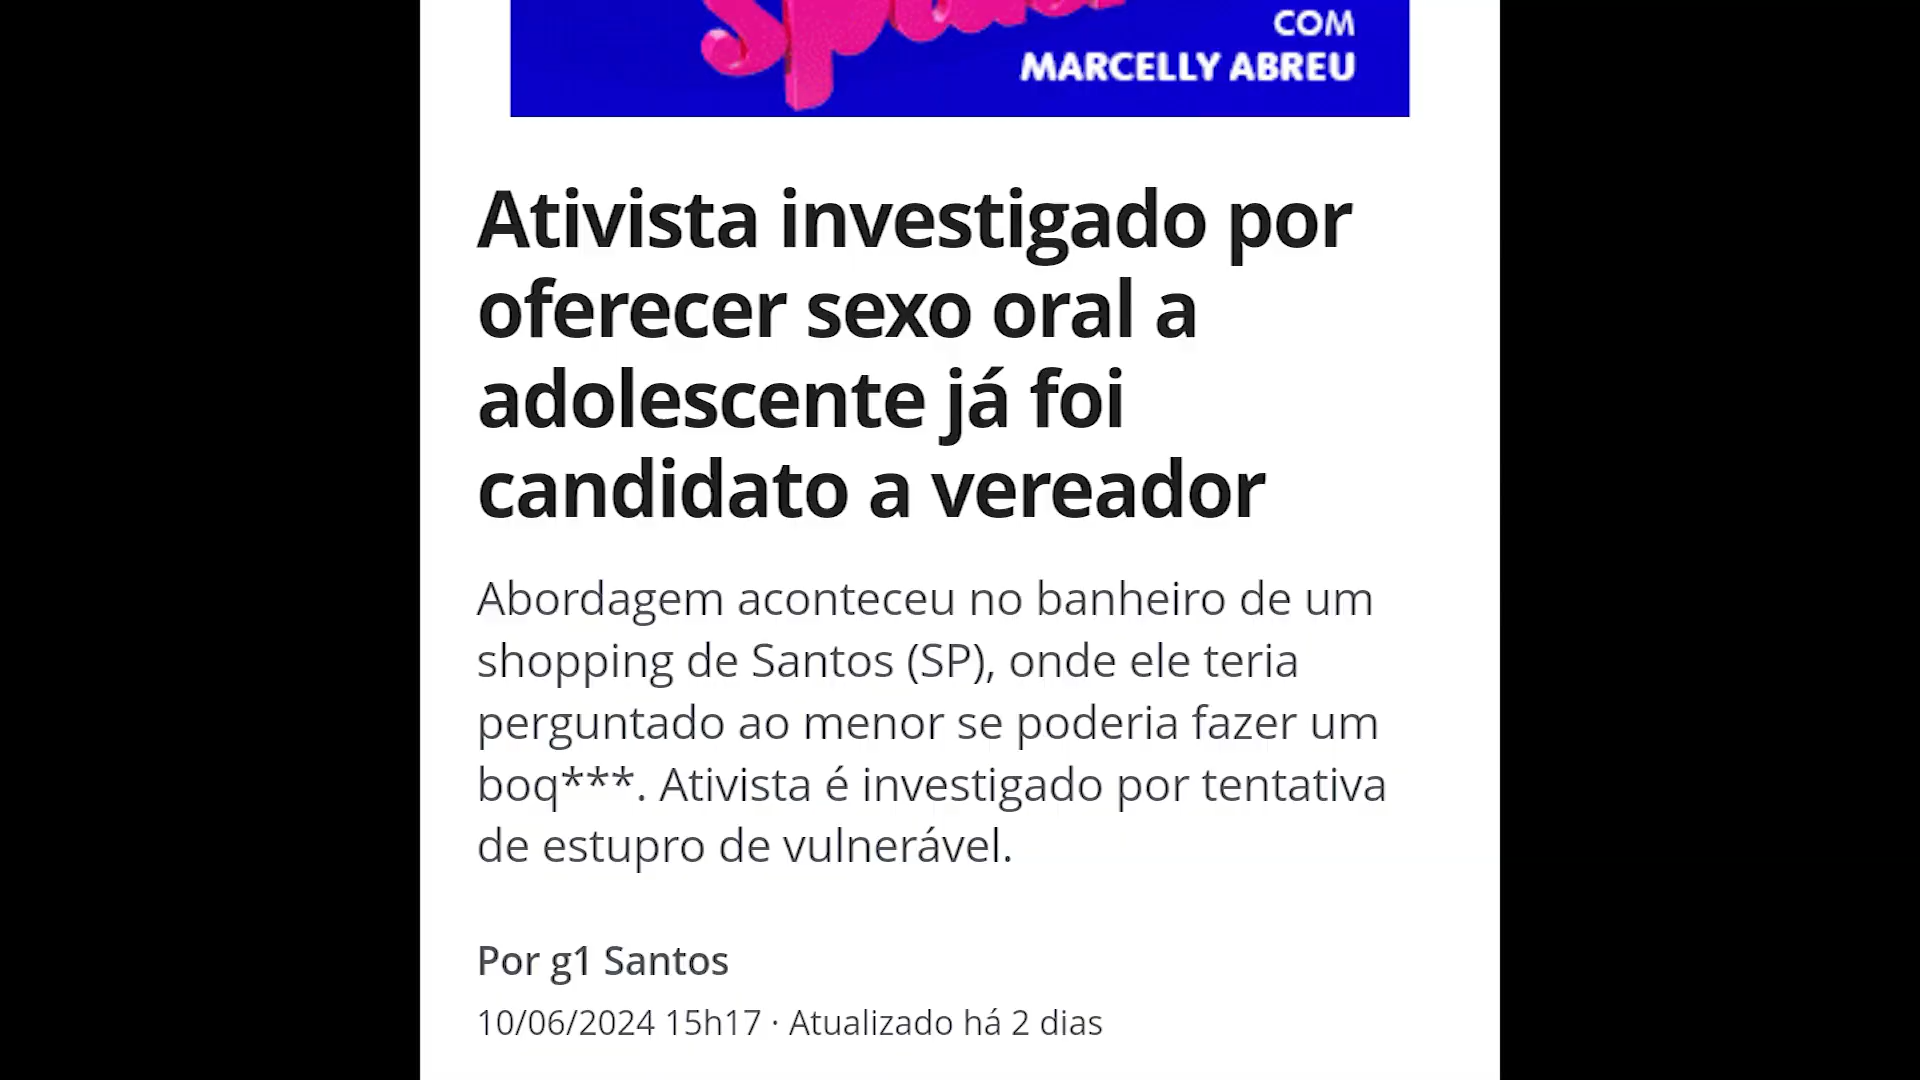 COM
MARCELLY ABREU
Ativista investigado por
oferecer sexo oral a
adolescente já foi
candidato a vereador
Abordagem aconteceu no banheiro de um
shopping de Santos (SP), onde ele teria
perguntado ao menor se poderia fazer um
boq***. Ativista é investigado por tentativa
de estupro de vulnerável.
Por g1 Santos
10/06/2024 15h17 · Atualizado há 2 dias